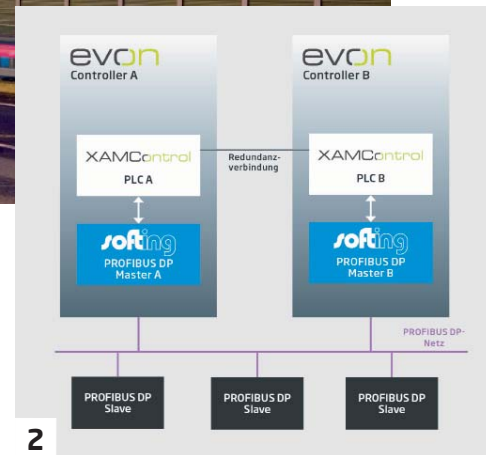 evon
Controller A
evon
Controller B
XAMControl
PLC A
Redundanz-
verbindung
XAMControl
PLC B
softing
PROFIBUS DP
Master A
softing
PROFIBUS DP
Master B
PROFIBUS DP-
Netz
PROFIBUS DP
Slave
PROFIBUS DP
Slave
PROFIBUS DP
Slave
2